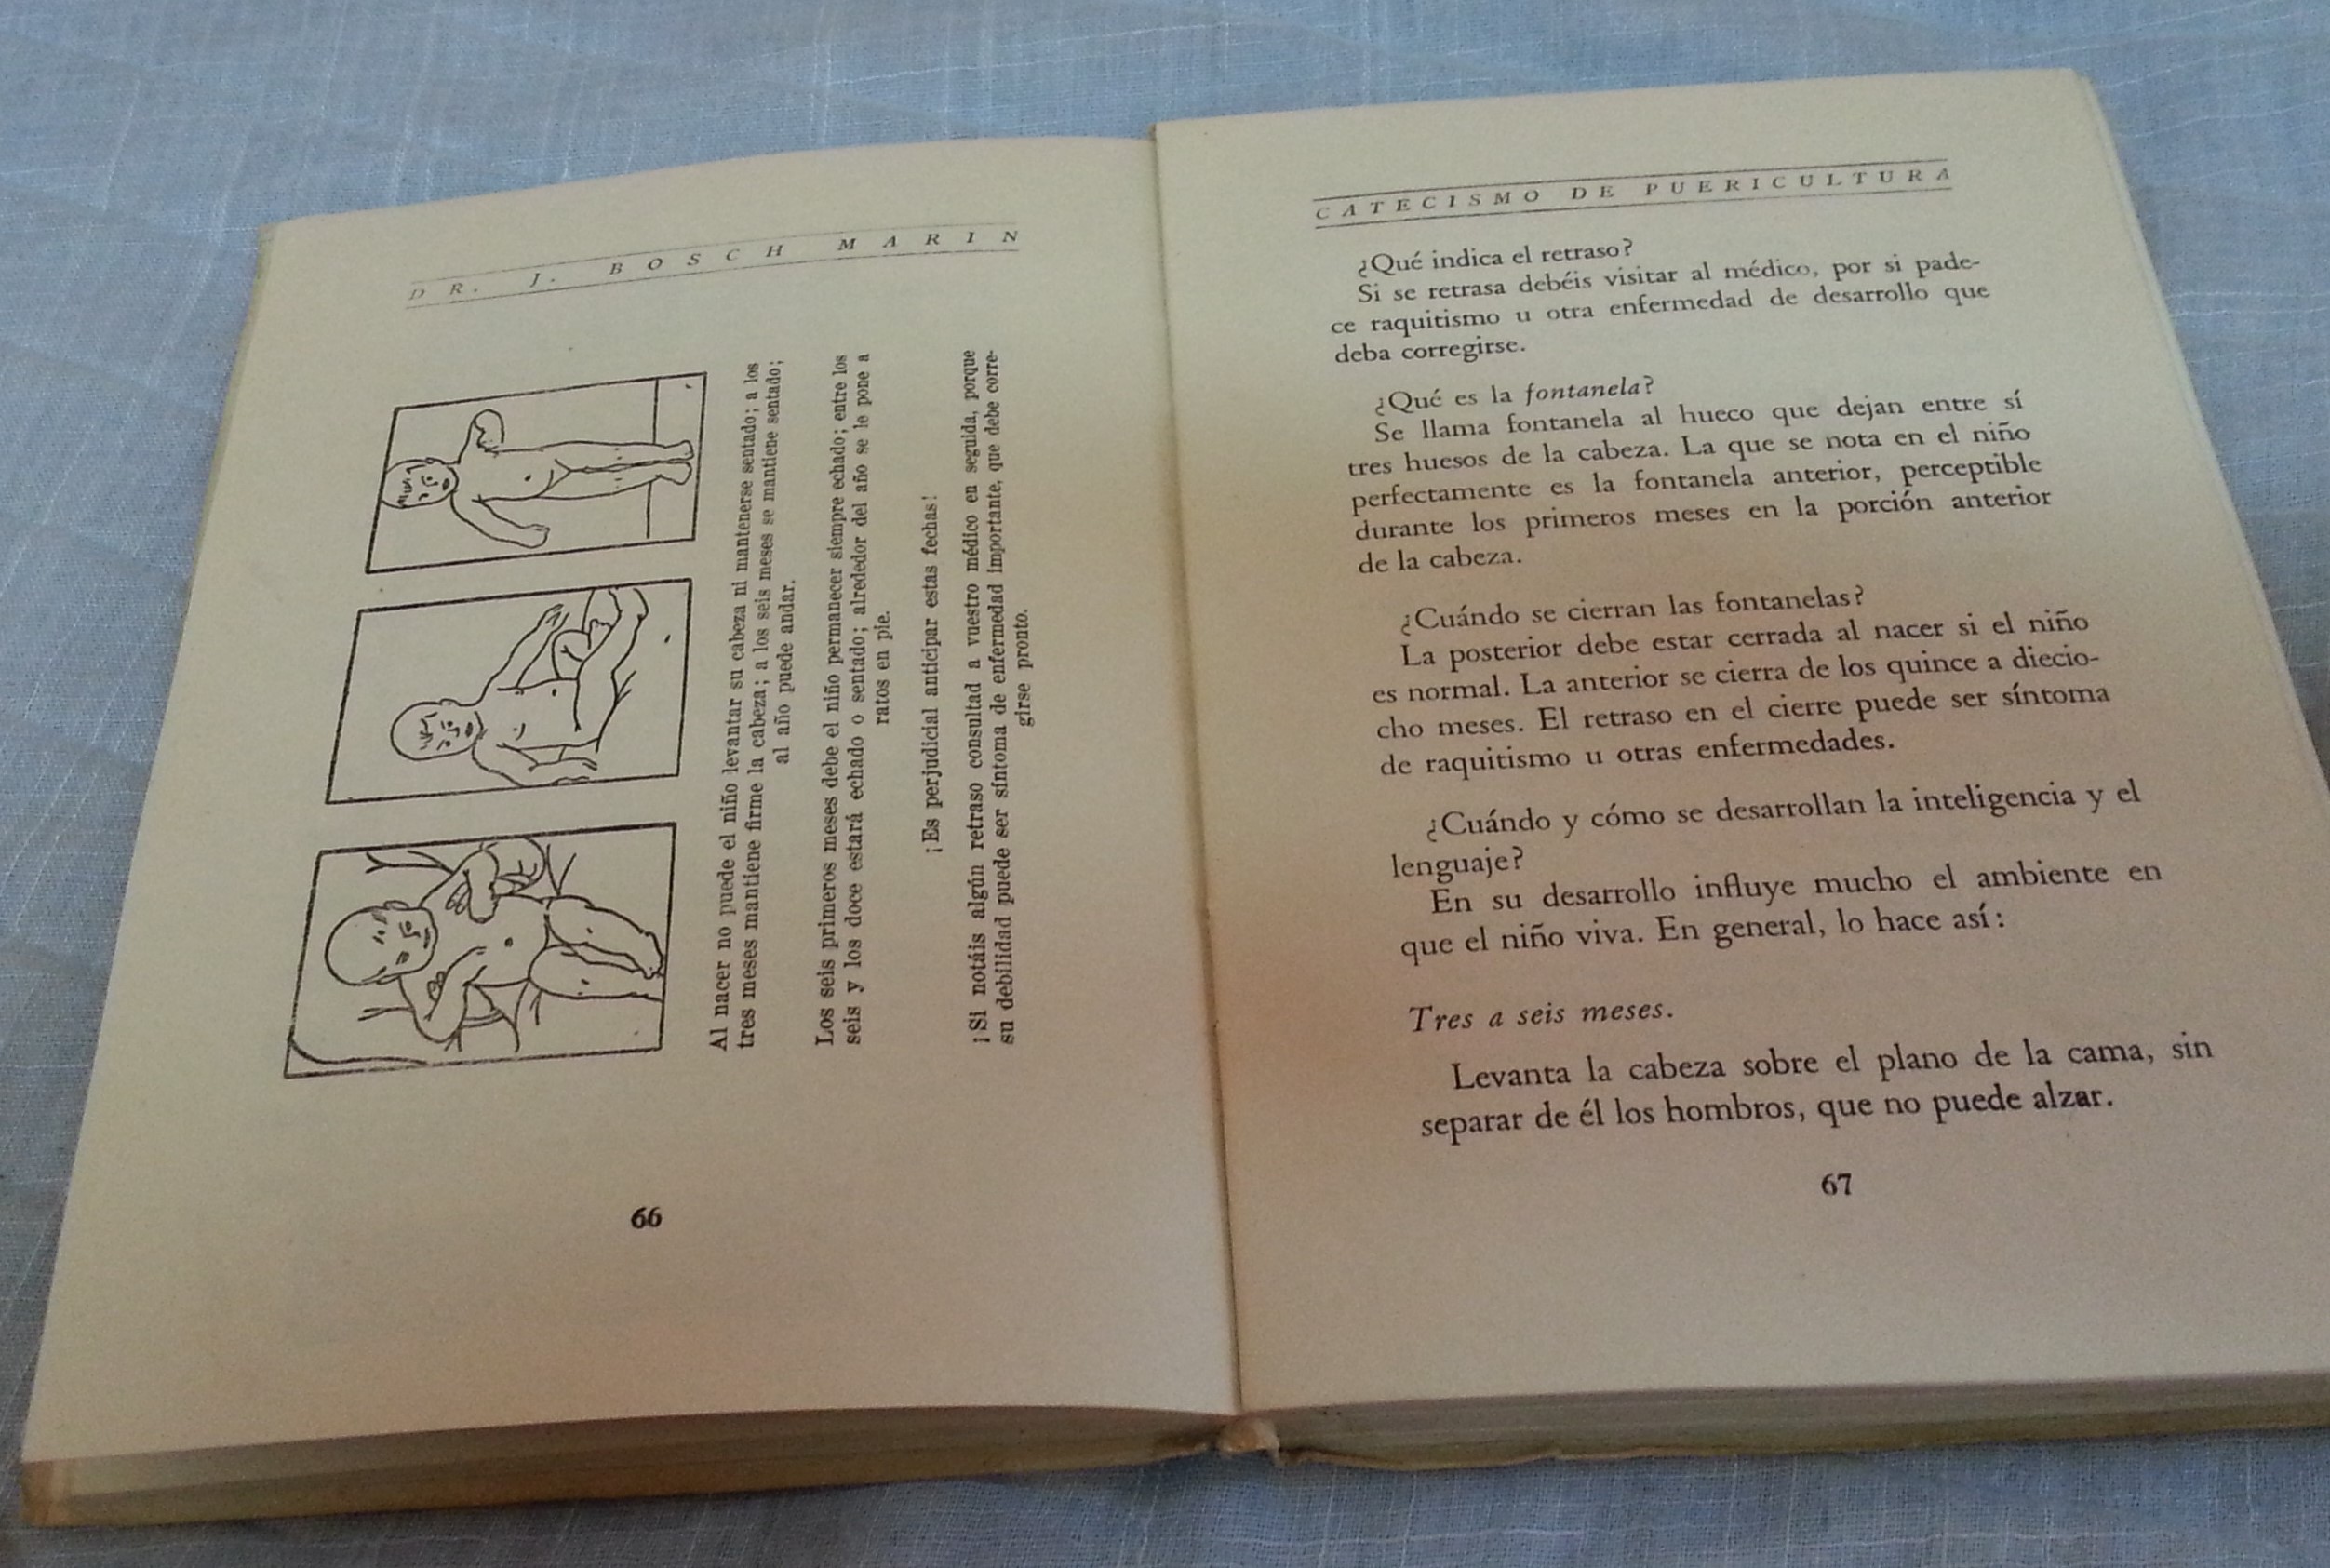 DR. J. BOSCH MARIN
Al nacer no puede el niño levantar su cabeza ni mantenerse sentado; a los
tres meses mantiene firme la cabeza; a los seis meses se mantiene sentado;
al año puede andar.
Los seis primeros meses debe el niño permanecer siempre echado; entre los
seis y los doce estará echado o sentado; alrededor del año se le pone a
ratos en pie.
¡Es perjudicial anticipar estas fechas!
¡Si notáis algún retraso consultad a vuestro médico en seguida, porque
su debilidad puede ser síntoma de enfermedad importante, que debe corre-
girse pronto.
66
CATECISMO DE PUERICULTURA
¿Qué indica el retraso?
Si se retrasa debéis visitar al médico, por si pade-
ce raquitismo u otra enfermedad de desarrollo que
deba corregirse.
¿Qué es la fontanela?
Se llama fontanela al hueco que dejan entre sí
tres huesos de la cabeza. La que se nota en el niño
perfectamente es la fontanela anterior, perceptible
durante los primeros meses en la porción anterior
de la cabeza.
¿Cuándo se cierran las fontanelas?
La posterior debe estar cerrada al nacer si el niño
es normal. La anterior se cierra de los quince a diecio-
cho meses. El retraso en el cierre puede ser síntoma
de raquitismo u otras enfermedades.
¿Cuándo y cómo se desarrollan la inteligencia y el
lenguaje?
En su desarrollo influye mucho el ambiente en
que el niño viva. En general, lo hace así:
Tres a seis meses.
Levanta la cabeza sobre el plano de la cama, sin
separar de él los hombros, que no puede alzar.
67